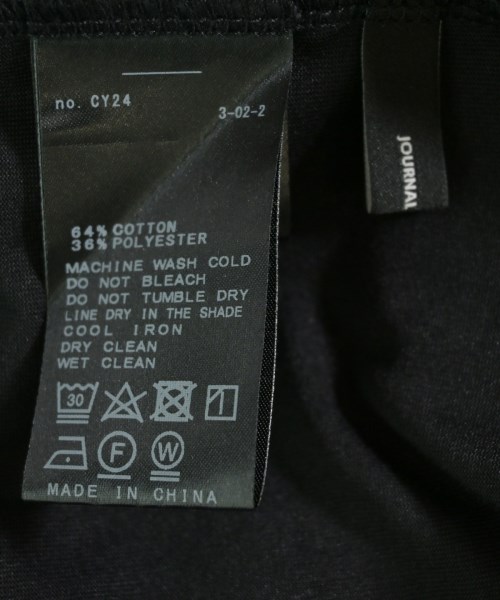 no. CY24
3-02-2
64% COTTON
36% POLYESTER
MACHINE WASH COLD
DO NOT BLEACH
DO NOT TUMBLE DRY
LINE DRY IN THE SHADE
COOL IRON
DRY CLEAN
WET CLEAN
30
F W
MADE IN CHINA
JOURNAL